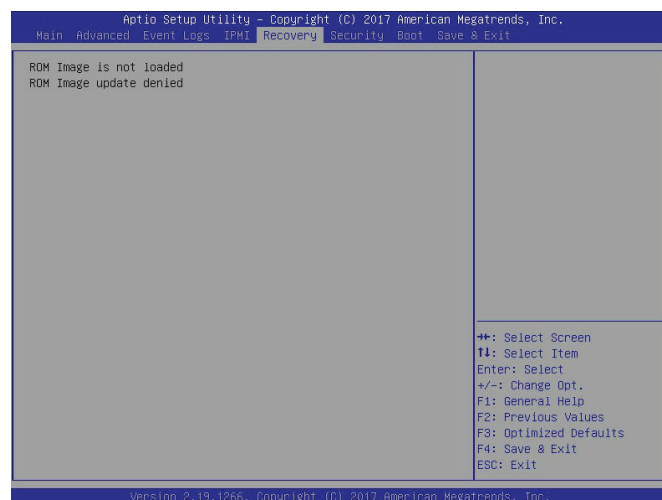 Aptio Setup Utility – Copyright (C) 2017 American Megatrends, Inc.
Main Advanced Event Logs IPMI Recovery Security Boot Save & Exit
ROM Image is not loaded
ROM Image update denied
→←: Select Screen
↑↓: Select Item
Enter: Select
+/-: Change Opt.
F1: General Help
F2: Previous Values
F3: Optimized Defaults
F4: Save & Exit
ESC: Exit
Version 2.19.1266. Copyright (C) 2017 American Megatrends, Inc.